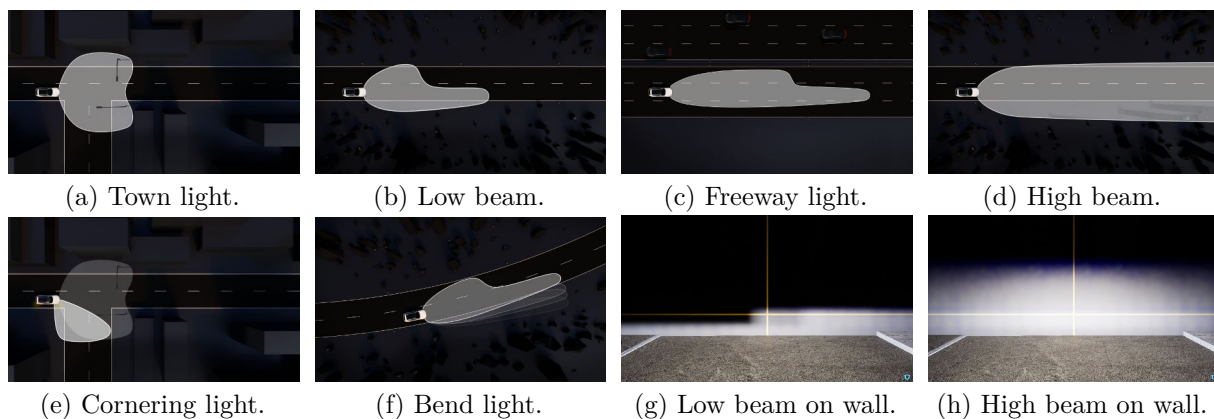 (a) Town light.
(b) Low beam.
(c) Freeway light.
(d) High beam.
(e) Cornering light.
(f) Bend light.
(g) Low beam on wall.
(h) High beam on wall.